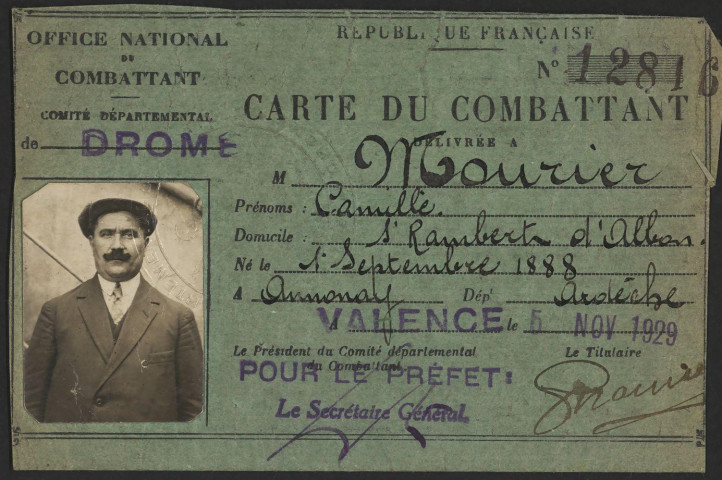 OFFICE NATIONAL
DU
COMBATTANT
COMITÉ DÉPARTEMENTAL
de DROME
RÉPUBLIQUE FRANÇAISE
N° 12816
CARTE DU COMBATTANT
DÉLIVRÉE A
M Mourier
Prénoms : Camille.
Domicile : St Rambert d'Albon.
Né le Septembre 1888
A Annonay Dépt Ardèche
A VALENCE le 5 NOV 1929
Le Président du Comité départemental
du Combattant,
Le Titulaire
POUR LE PRÉFET:
Le Secrétaire Général,
Mourier